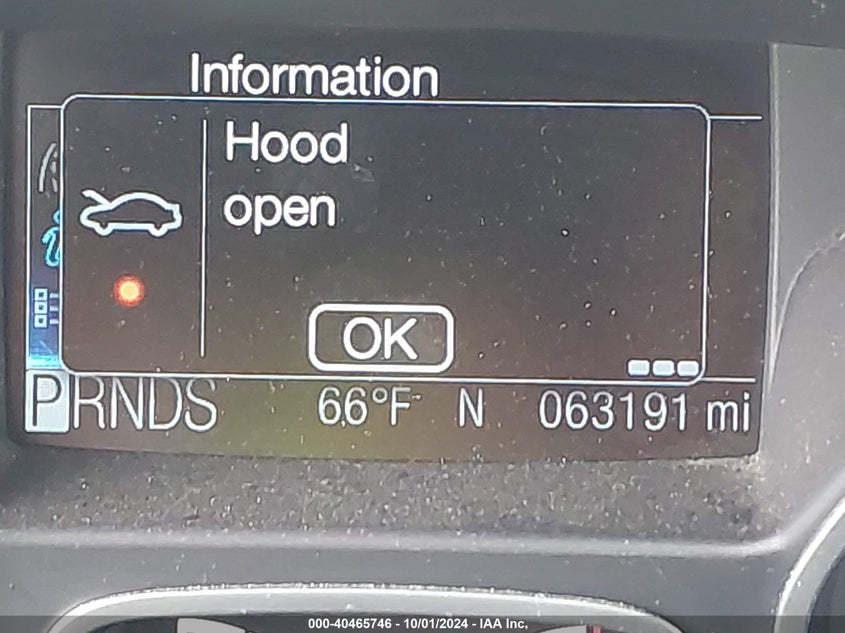 Information
Hood
open
OK
PRNDS 66°F N 063191 mi
000-40465746 - 10/01/2024 - IAA Inc.